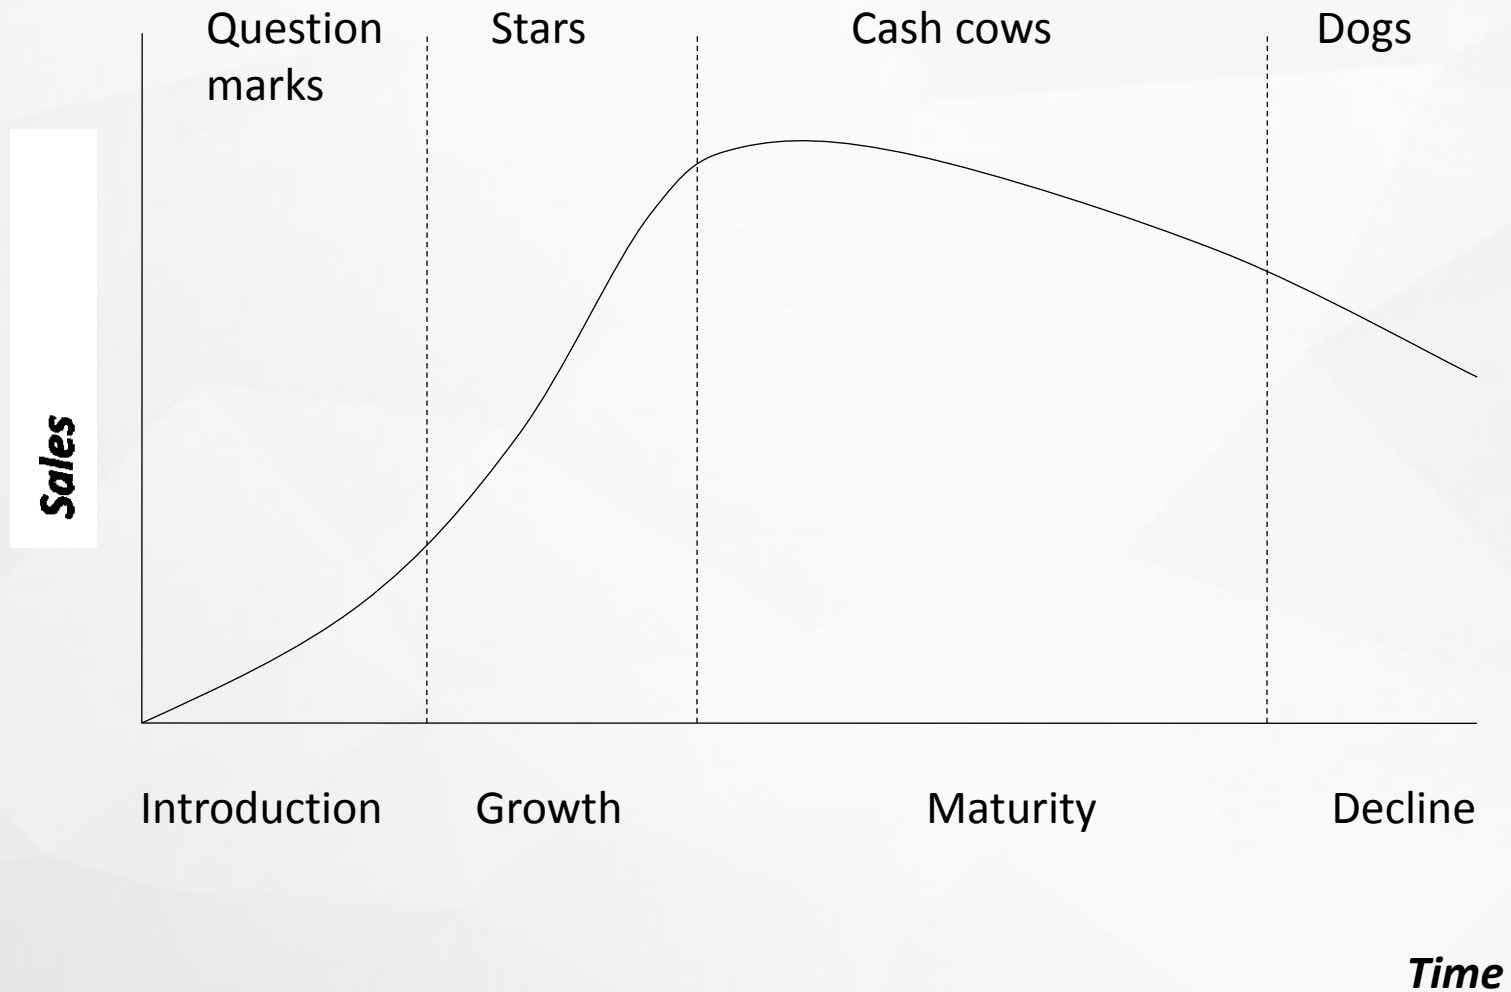 Question
marks
Stars
Cash cows
Dogs
Sales
Introduction
Growth
Maturity
Decline
Time